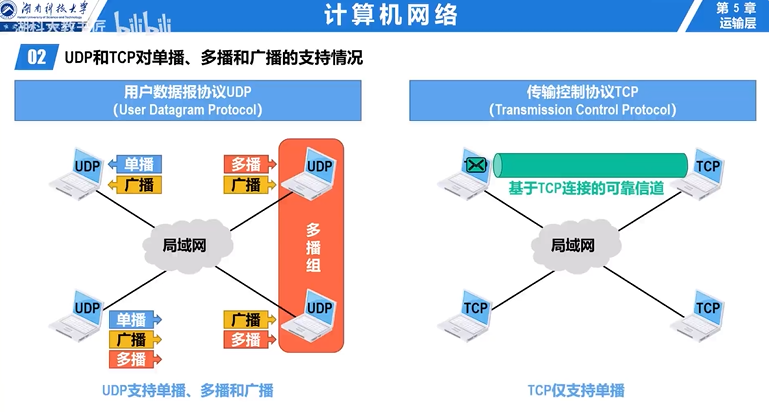 湖南科技大学
计算机网络
第 5 章
运输层
湖科大教书匠 bilibili
02 UDP和TCP对单播、多播和广播的支持情况
用户数据报协议UDP
（User Datagram Protocol）
UDP
单播
广播
多播
广播
UDP
局域网
多播组
UDP
单播
广播
多播
广播
多播
UDP
UDP支持单播、多播和广播
传输控制协议TCP
（Transmission Control Protocol）
TCP
基于TCP连接的可靠信道
局域网
TCP
TCP
TCP仅支持单播